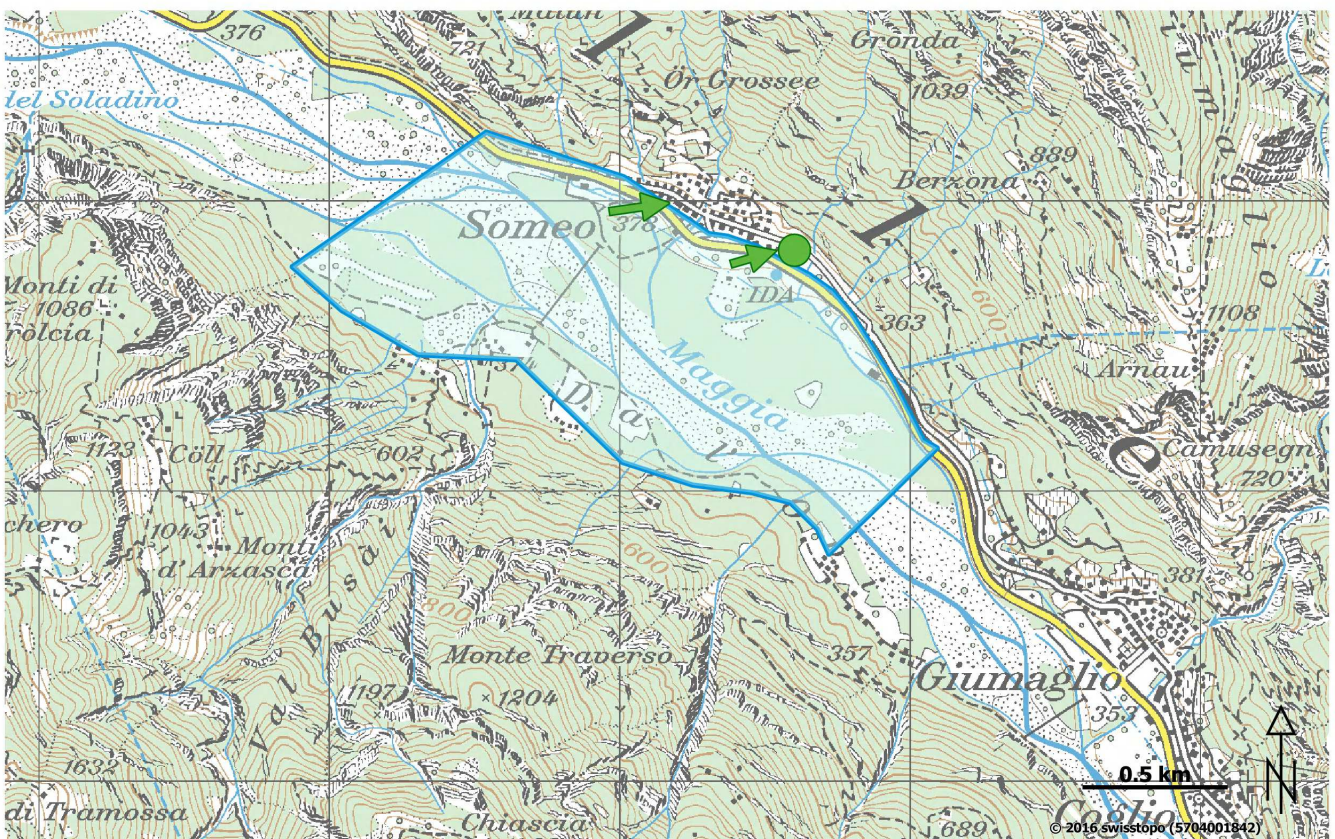 376
721
Gronda
Ör Grossee
1039
del Soladino
889
Berzona
Someo
378
IDA
363
600
Monti di
1086
1108
Maggia
Arnau
D a l
1123
Cöll
602
Camusegn
720
1043
Monti
d'Arzasca
600
381
Val Busai
800
Monte Traverso
357
1204
1197
Giumaglio
353
1632
0.5 km
N
di Tramossa
Chiascia
689
© 2016 swisstopo (5704001842)